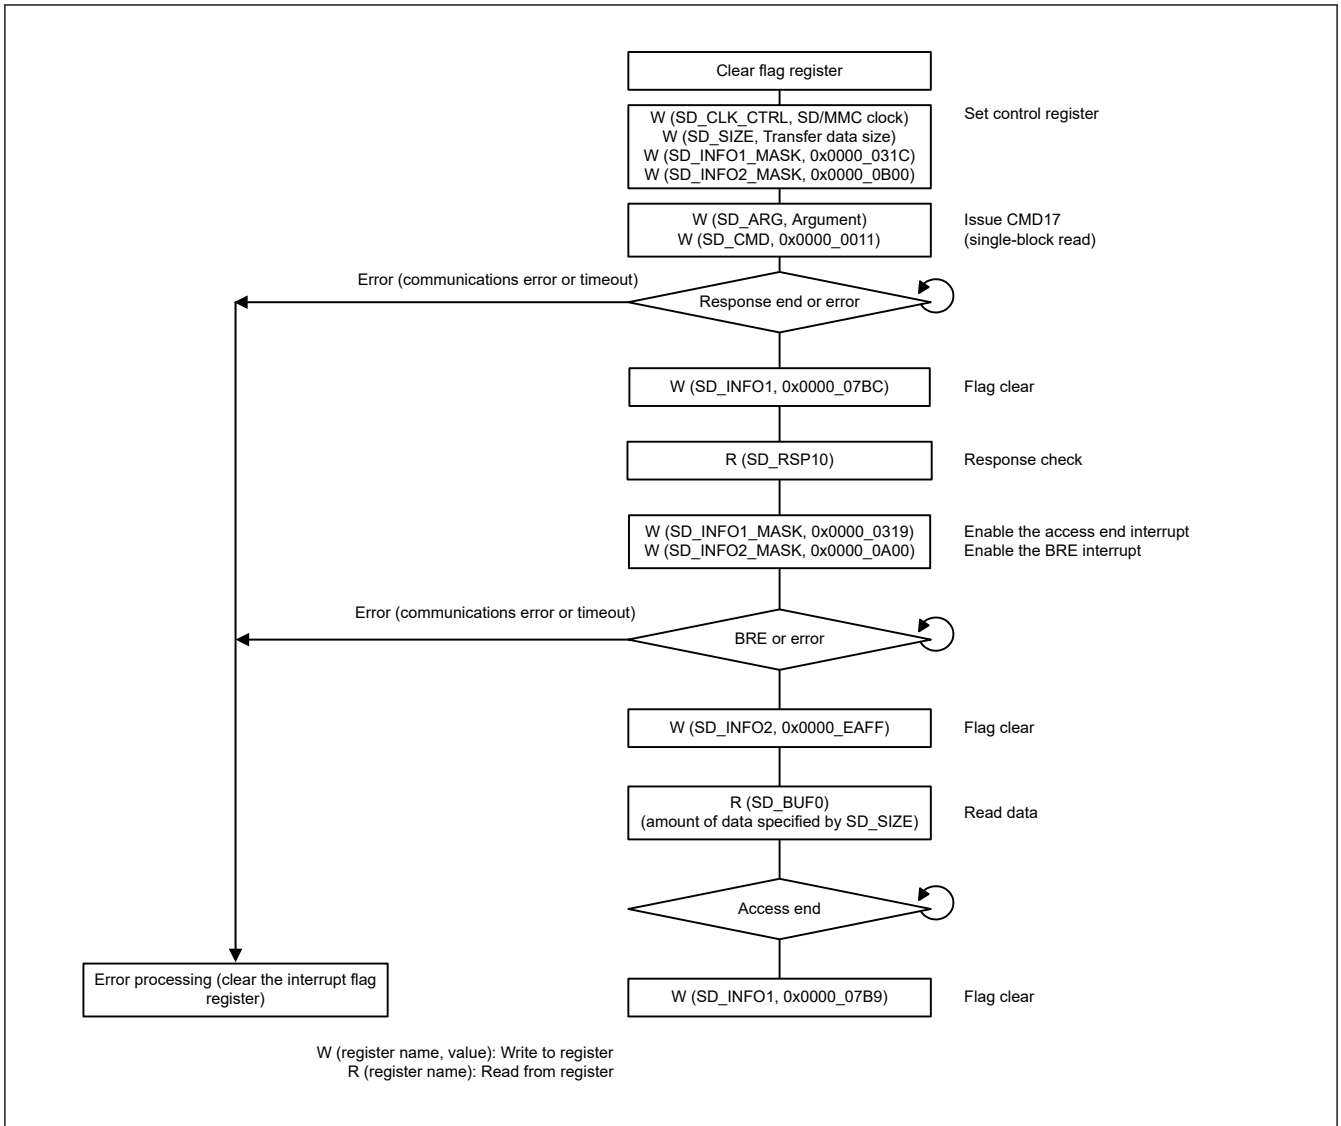 Clear flag register
W (SD_CLK_CTRL, SD/MMC clock)
W (SD_SIZE, Transfer data size)
W (SD_INFO1_MASK, 0x0000_031C)
W (SD_INFO2_MASK, 0x0000_0B00)
Set control register
W (SD_ARG, Argument)
W (SD_CMD, 0x0000_0011)
Issue CMD17
(single-block read)
Error (communications error or timeout)
Response end or error
W (SD_INFO1, 0x0000_07BC)
Flag clear
R (SD_RSP10)
Response check
W (SD_INFO1_MASK, 0x0000_0319)
W (SD_INFO2_MASK, 0x0000_0A00)
Enable the access end interrupt
Enable the BRE interrupt
Error (communications error or timeout)
BRE or error
W (SD_INFO2, 0x0000_EAFF)
Flag clear
R (SD_BUF0)
(amount of data specified by SD_SIZE)
Read data
Access end
Error processing (clear the interrupt flag
register)
W (SD_INFO1, 0x0000_07B9)
Flag clear
W (register name, value): Write to register
R (register name): Read from register